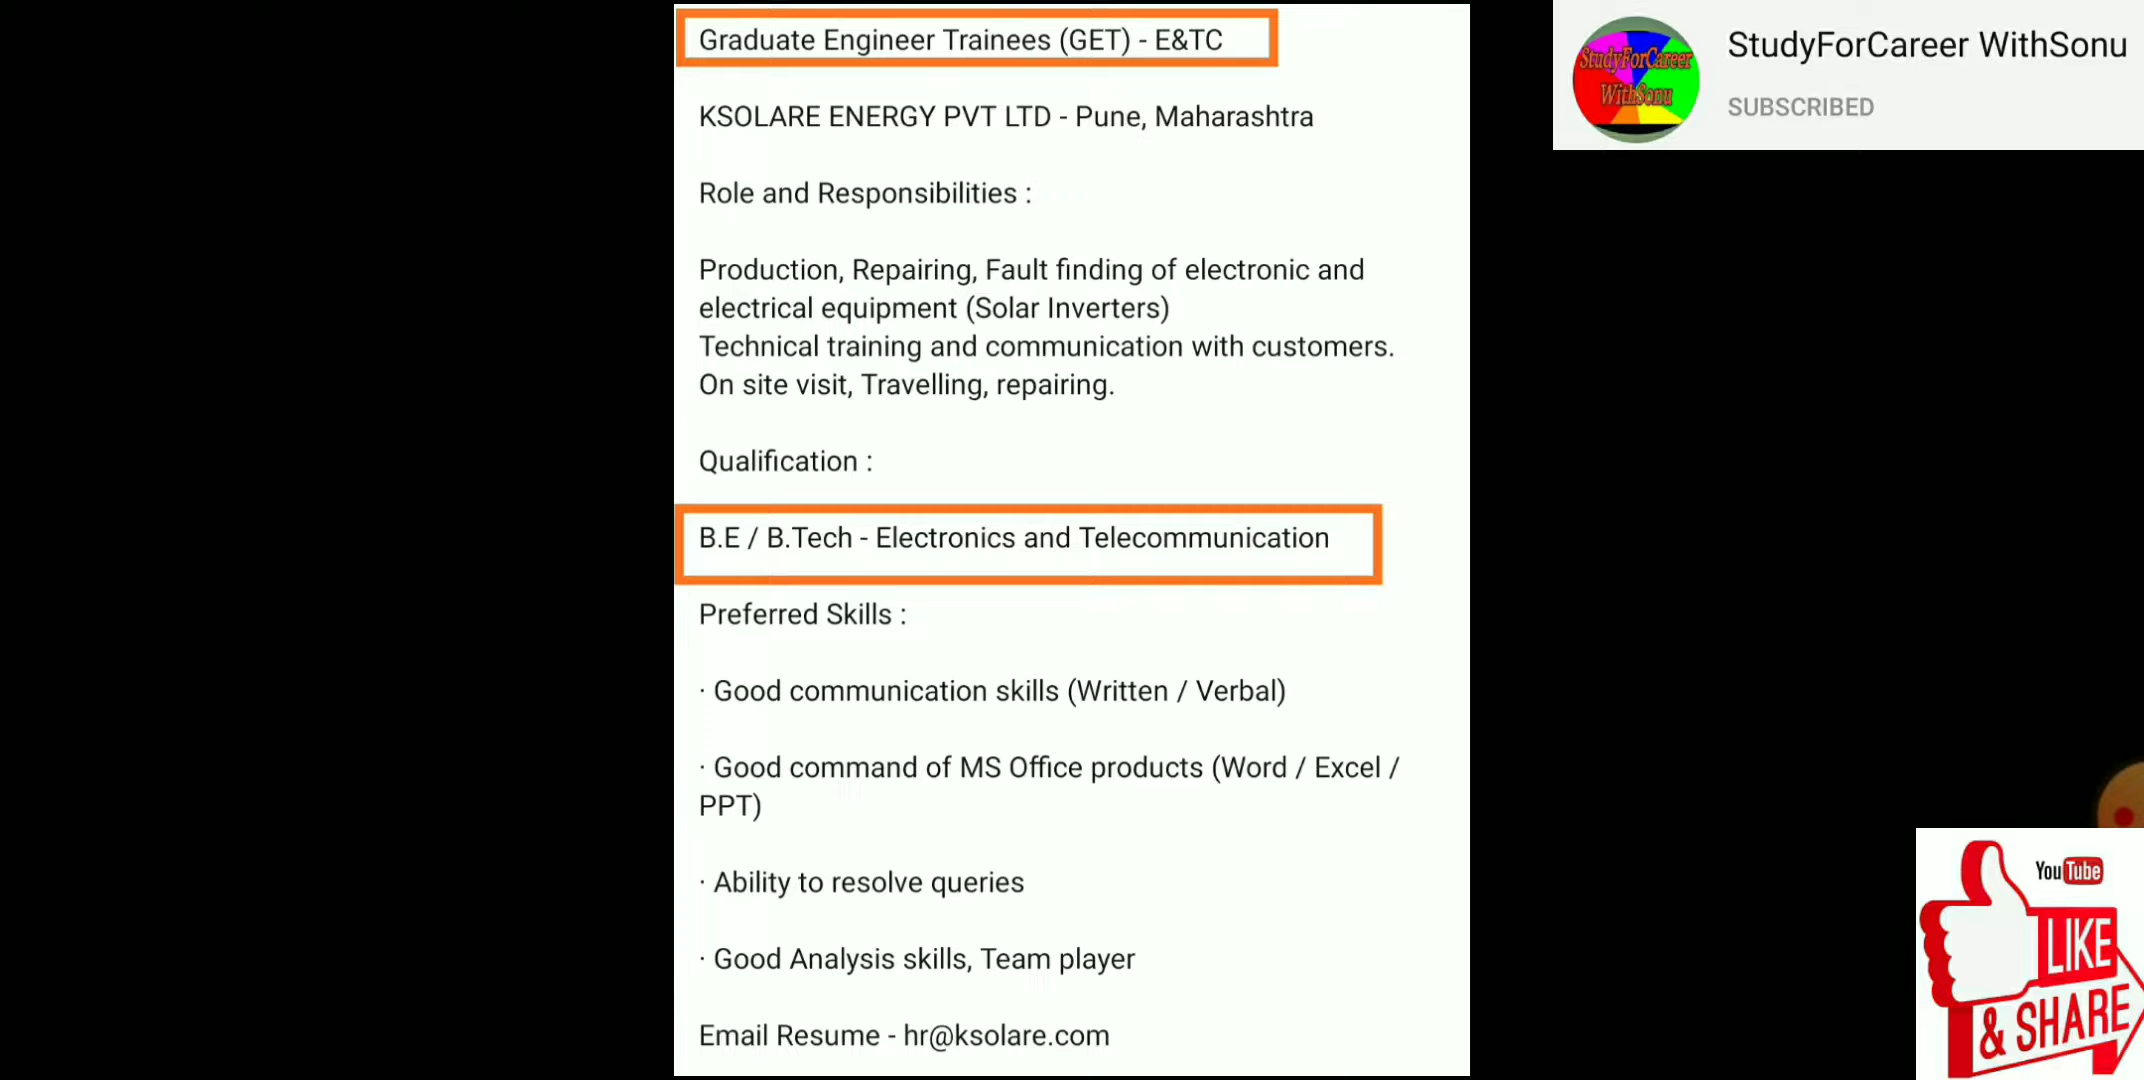 Graduate Engineer Trainees (GET) - E&TC
KSOLARE ENERGY PVT LTD - Pune, Maharashtra
Role and Responsibilities :
Production, Repairing, Fault finding of electronic and
electrical equipment (Solar Inverters)
Technical training and communication with customers.
On site visit, Travelling, repairing.
Qualification :
B.E / B.Tech - Electronics and Telecommunication
Preferred Skills :
· Good communication skills (Written / Verbal)
· Good command of MS Office products (Word / Excel /
PPT)
· Ability to resolve queries
· Good Analysis skills, Team player
Email Resume - hr@ksolare.com
StudyForCareer
WithSonu
StudyForCareer WithSonu
SUBSCRIBED
YouTube
LIKE
& SHARE